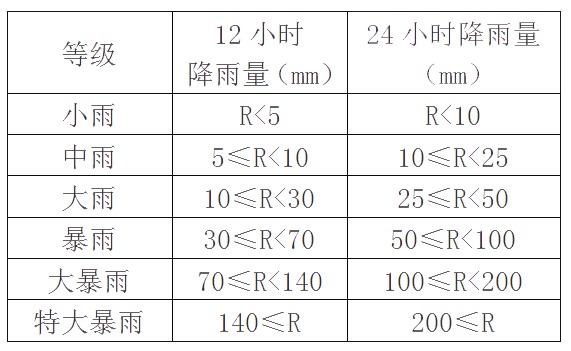 等级
12 小时
降雨量（mm）
24 小时降雨量
（mm）
小雨
R<5
R<10
中雨
5≤R<10
10≤R<25
大雨
10≤R<30
25≤R<50
暴雨
30≤R<70
50≤R<100
大暴雨
70≤R<140
100≤R<200
特大暴雨
140≤R
200≤R